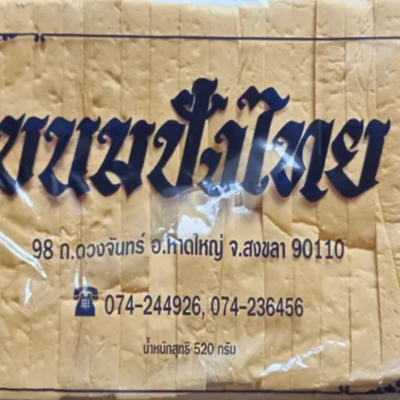 ขนมปังไทย
98 ถ.ดวงจันทร์ อ.หาดใหญ่ จ.สงขลา 90110
074-244926, 074-236456
น้ำหนักสุทธิ 520 กรัม